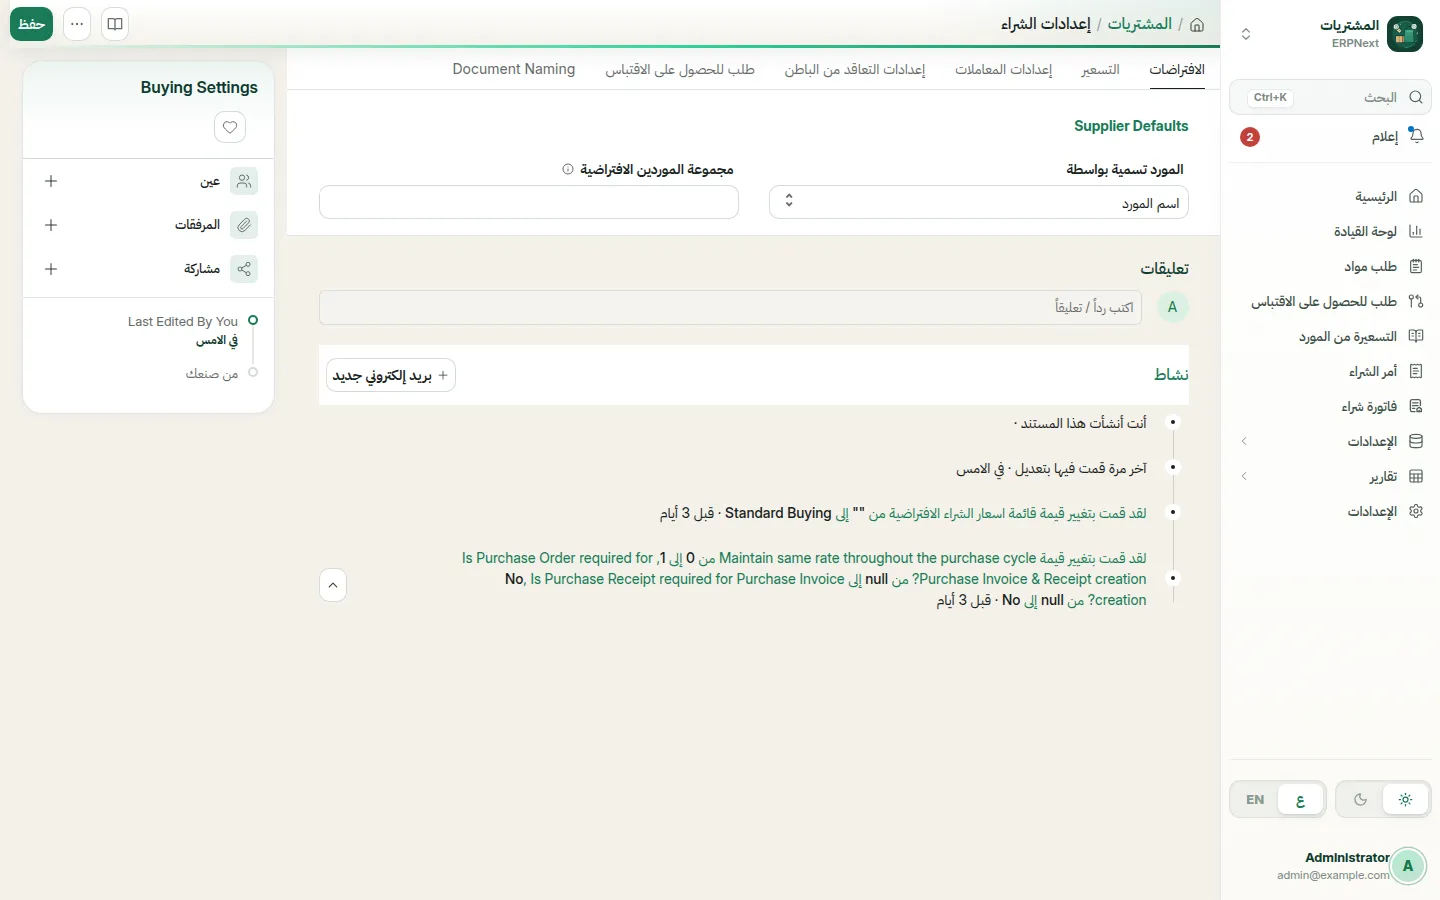 المشتريات
ERPNext
البحث
Ctrl+K
إعلام
2
الرئيسية
لوحة القيادة
طلب مواد
طلب للحصول على الاقتباس
التسعيرة من المورد
أمر الشراء
فاتورة شراء
الإعدادات
تقارير
الإعدادات
ع
EN
A
Administrator
admin@example.com
المشتريات / إعدادات الشراء
حفظ
الافتراضات
التسعير
إعدادات المعاملات
إعدادات التعاقد من الباطن
طلب للحصول على الاقتباس
Document Naming
Supplier Defaults
المورد تسمية بواسطة
اسم المورد
مجموعة الموردين الافتراضية
تعليقات
A
اكتب رداً / تعليقاً
نشاط
بريد إلكتروني جديد
أنت أنشأت هذا المستند ·
آخر مرة قمت فيها بتعديل · في الامس
لقد قمت بتغيير قيمة قائمة اسعار الشراء الافتراضية من "" إلى Standard Buying · قبل 3 أيام
لقد قمت بتغيير قيمة Maintain same rate throughout the purchase cycle من 0 إلى 1, Is Purchase Order required for
Purchase Invoice & Receipt creation? من null إلى No, Is Purchase Receipt required for Purchase Invoice
creation? من null إلى No · قبل 3 أيام
Buying Settings
عين
المرفقات
مشاركة
Last Edited By You
في الامس
من صنعك